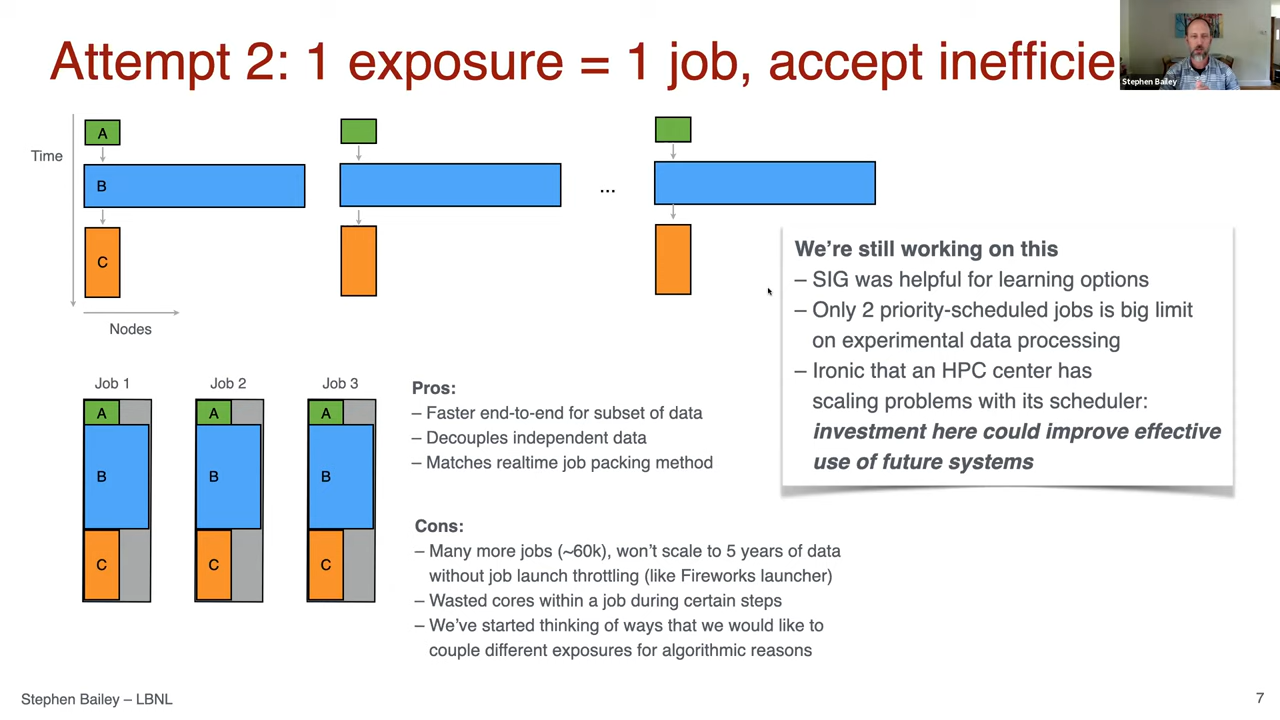 Attempt 2: 1 exposure = 1 job, accept inefficie
Stephen Bailey
A
Time
B
...
C
Nodes
We're still working on this
– SIG was helpful for learning options
– Only 2 priority-scheduled jobs is big limit
on experimental data processing
– Ironic that an HPC center has
scaling problems with its scheduler:
investment here could improve effective
use of future systems
Job 1
Job 2
Job 3
A
A
A
B
B
B
C
C
C
Pros:
– Faster end-to-end for subset of data
– Decouples independent data
– Matches realtime job packing method
Cons:
– Many more jobs (~60k), won't scale to 5 years of data
without job launch throttling (like Fireworks launcher)
– Wasted cores within a job during certain steps
– We've started thinking of ways that we would like to
couple different exposures for algorithmic reasons
Stephen Bailey – LBNL
7